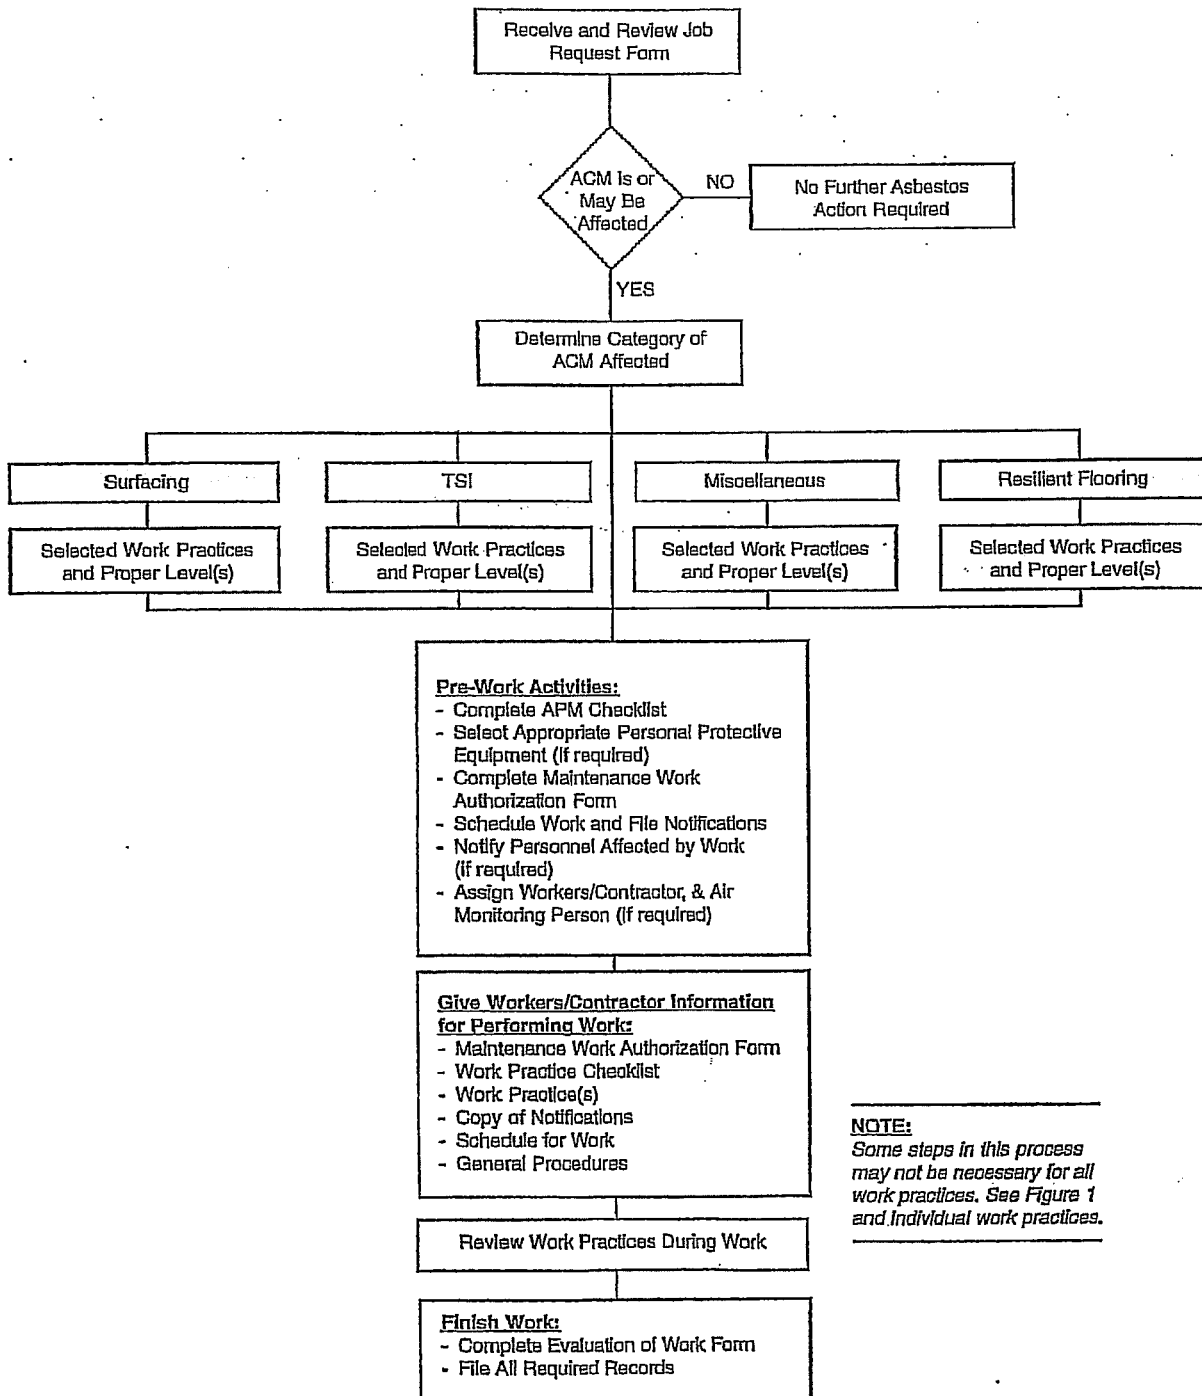 Receive and Review Job
Request Form
ACM is or
May Be
Affected
NO
No Further Asbestos
Action Required
YES
Determine Category of
ACM Affected
Surfacing
TSI
Miscellaneous
Resilient Flooring
Selected Work Practices
and Proper Level(s)
Selected Work Practices
and Proper Level(s)
Selected Work Practices
and Proper Level(s)
Selected Work Practices
and Proper Level(s)
Pre-Work Activities:
- Complete APM Checklist
- Select Appropriate Personal Protective
Equipment (if required)
- Complete Maintenance Work
Authorization Form
- Schedule Work and File Notifications
- Notify Personnel Affected by Work
(if required)
- Assign Workers/Contractor, & Air
Monitoring Person (if required)
Give Workers/Contractor Information
for Performing Work:
- Maintenance Work Authorization Form
- Work Practice Checklist
- Work Practice(s)
- Copy of Notifications
- Schedule for Work
- General Procedures
NOTE:
Some steps in this process
may not be necessary for all
work practices. See Figure 1
and individual work practices.
Review Work Practices During Work
Finish Work:
- Complete Evaluation of Work Form
- File All Required Records